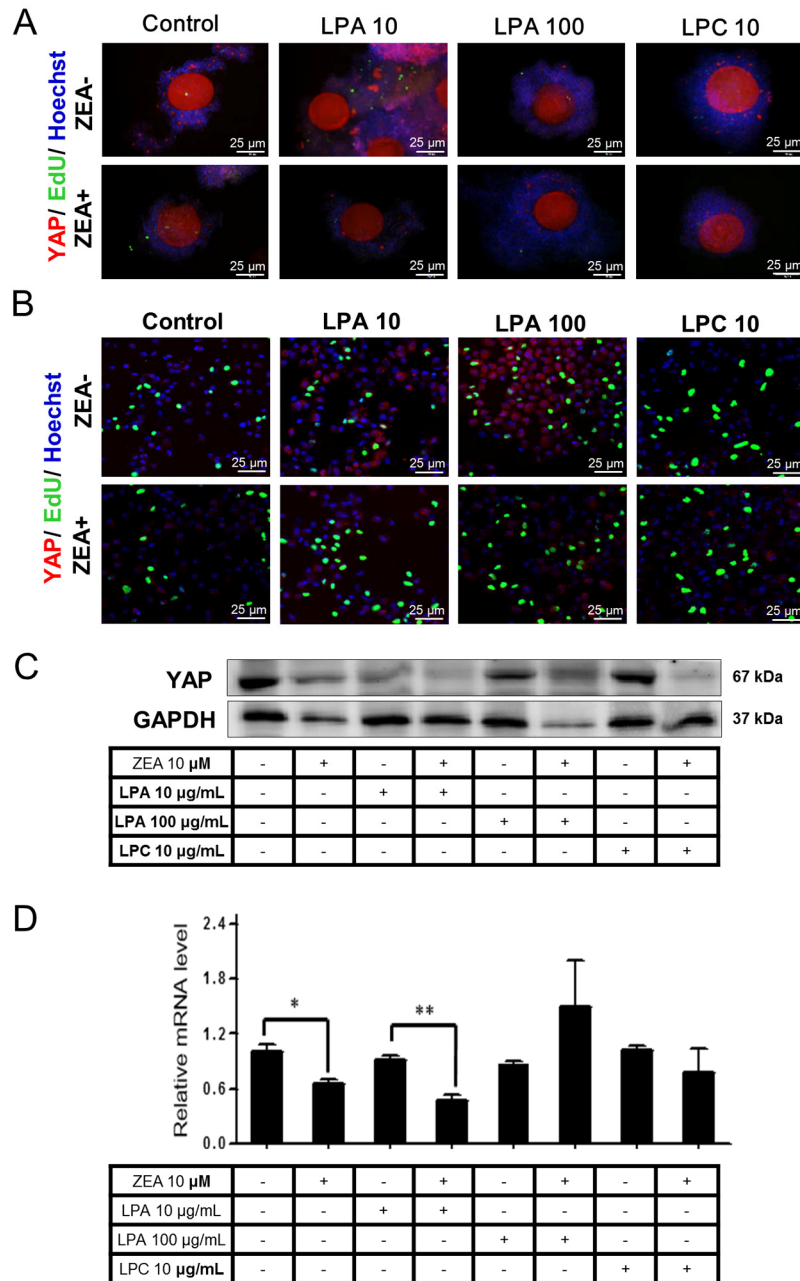 A
Control LPA 10 LPA 100 LPC 10
YAP/ EdU/ Hoechst
ZEA-
25 µm 25 µm 25 µm 25 µm
ZEA+
25 µm 25 µm 25 µm 25 µm
B
Control LPA 10 LPA 100 LPC 10
YAP/ EdU/ Hoechst
ZEA-
25 µm 25 µm 25 µm 25 µm
ZEA+
25 µm 25 µm 25 µm 25 µm
C
YAP 67 kDa
GAPDH 37 kDa
ZEA 10 µM - + - + - + - +
LPA 10 µg/mL - - + + - - - -
LPA 100 µg/mL - - - - + + - -
LPC 10 µg/mL - - - - - - + +
D
Relative mRNA level
2.4
1.8
1.2
0.6
0.0
* **
ZEA 10 µM - + - + - + - +
LPA 10 µg/mL - - + + - - - -
LPA 100 µg/mL - - - - + + - -
LPC 10 µg/mL - - - - - - + +